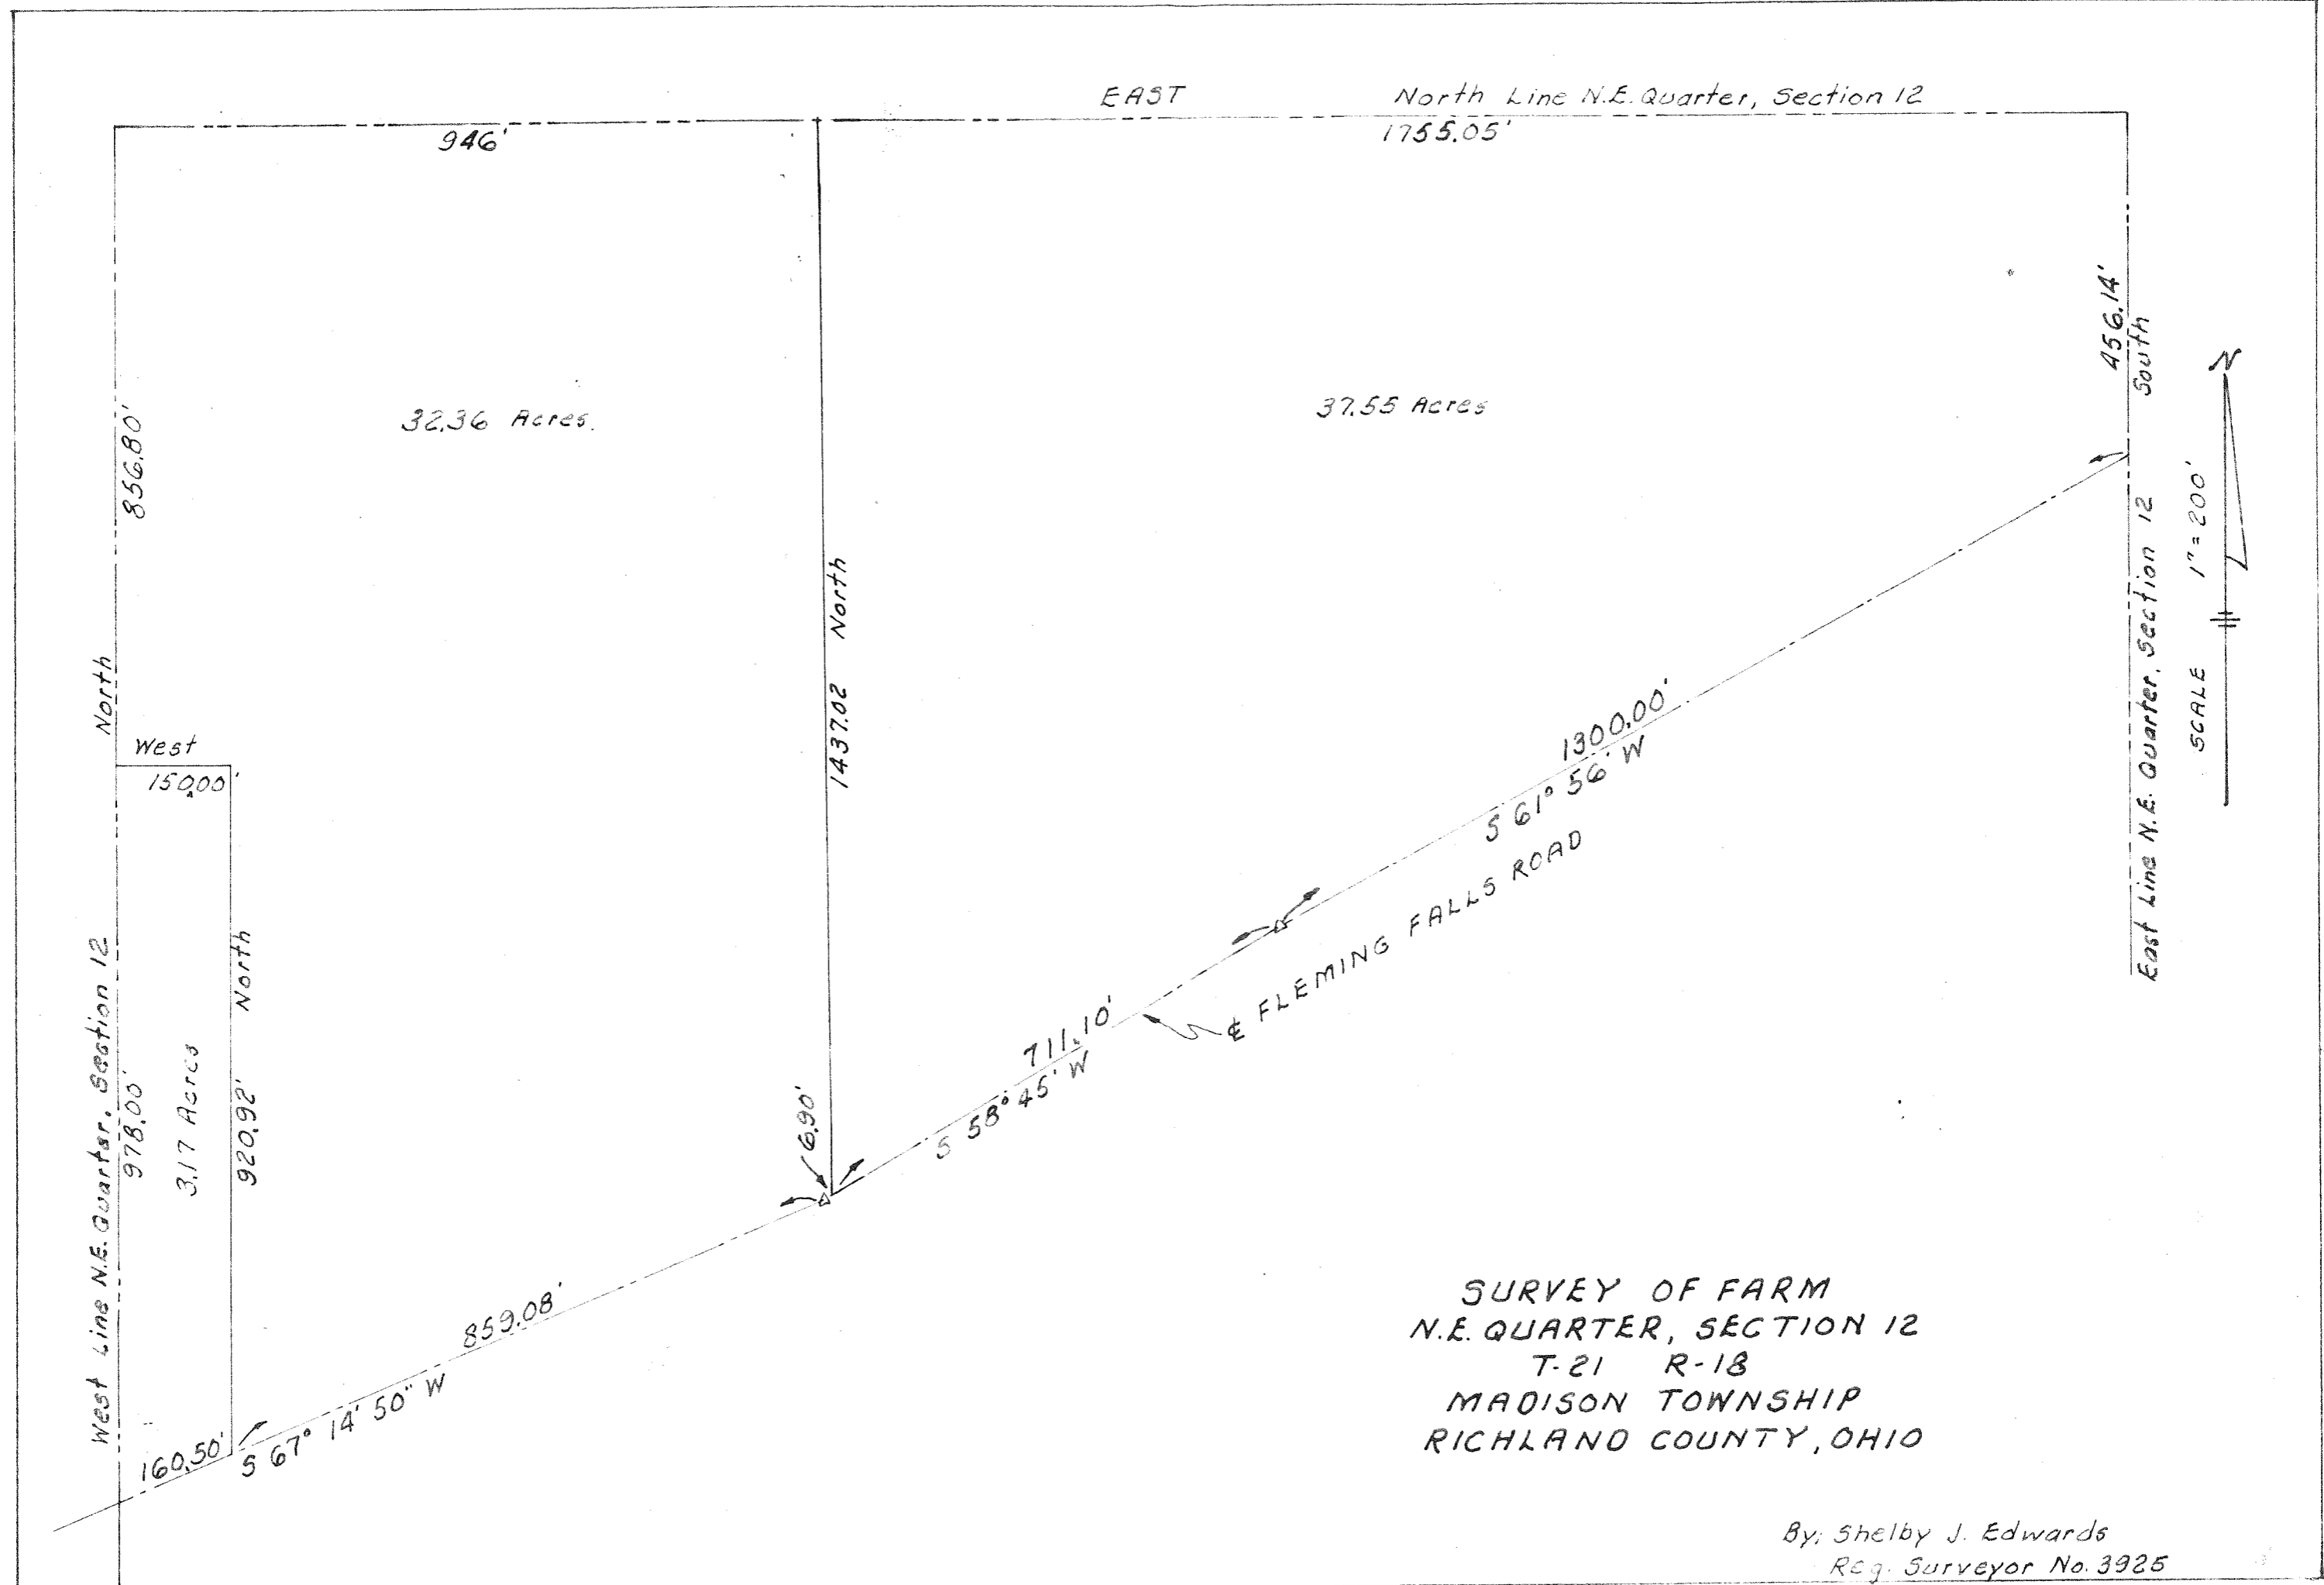 EAST North Line N.E. Quarter, Section 12
946'
1755.05'
456.14'
South
East Line N.E. Quarter, Section 12
N
SCALE 1" = 200'
32.36 Acres.
37.55 Acres
856.80'
North
West
150.00'
1437.02 North
West Line N.E. Quarter, Section 12
978.00'
3.17 Acres
920.92' North
1300.00'
S 61° 56' W
℄ FLEMING FALLS ROAD
711.10'
S 58° 45' W
6.90'
859.08'
S 67° 14' 50" W
160.50'
SURVEY OF FARM
N.E. QUARTER, SECTION 12
T-21 R-18
MADISON TOWNSHIP
RICHLAND COUNTY, OHIO
By: Shelby J. Edwards
Reg. Surveyor No. 3925